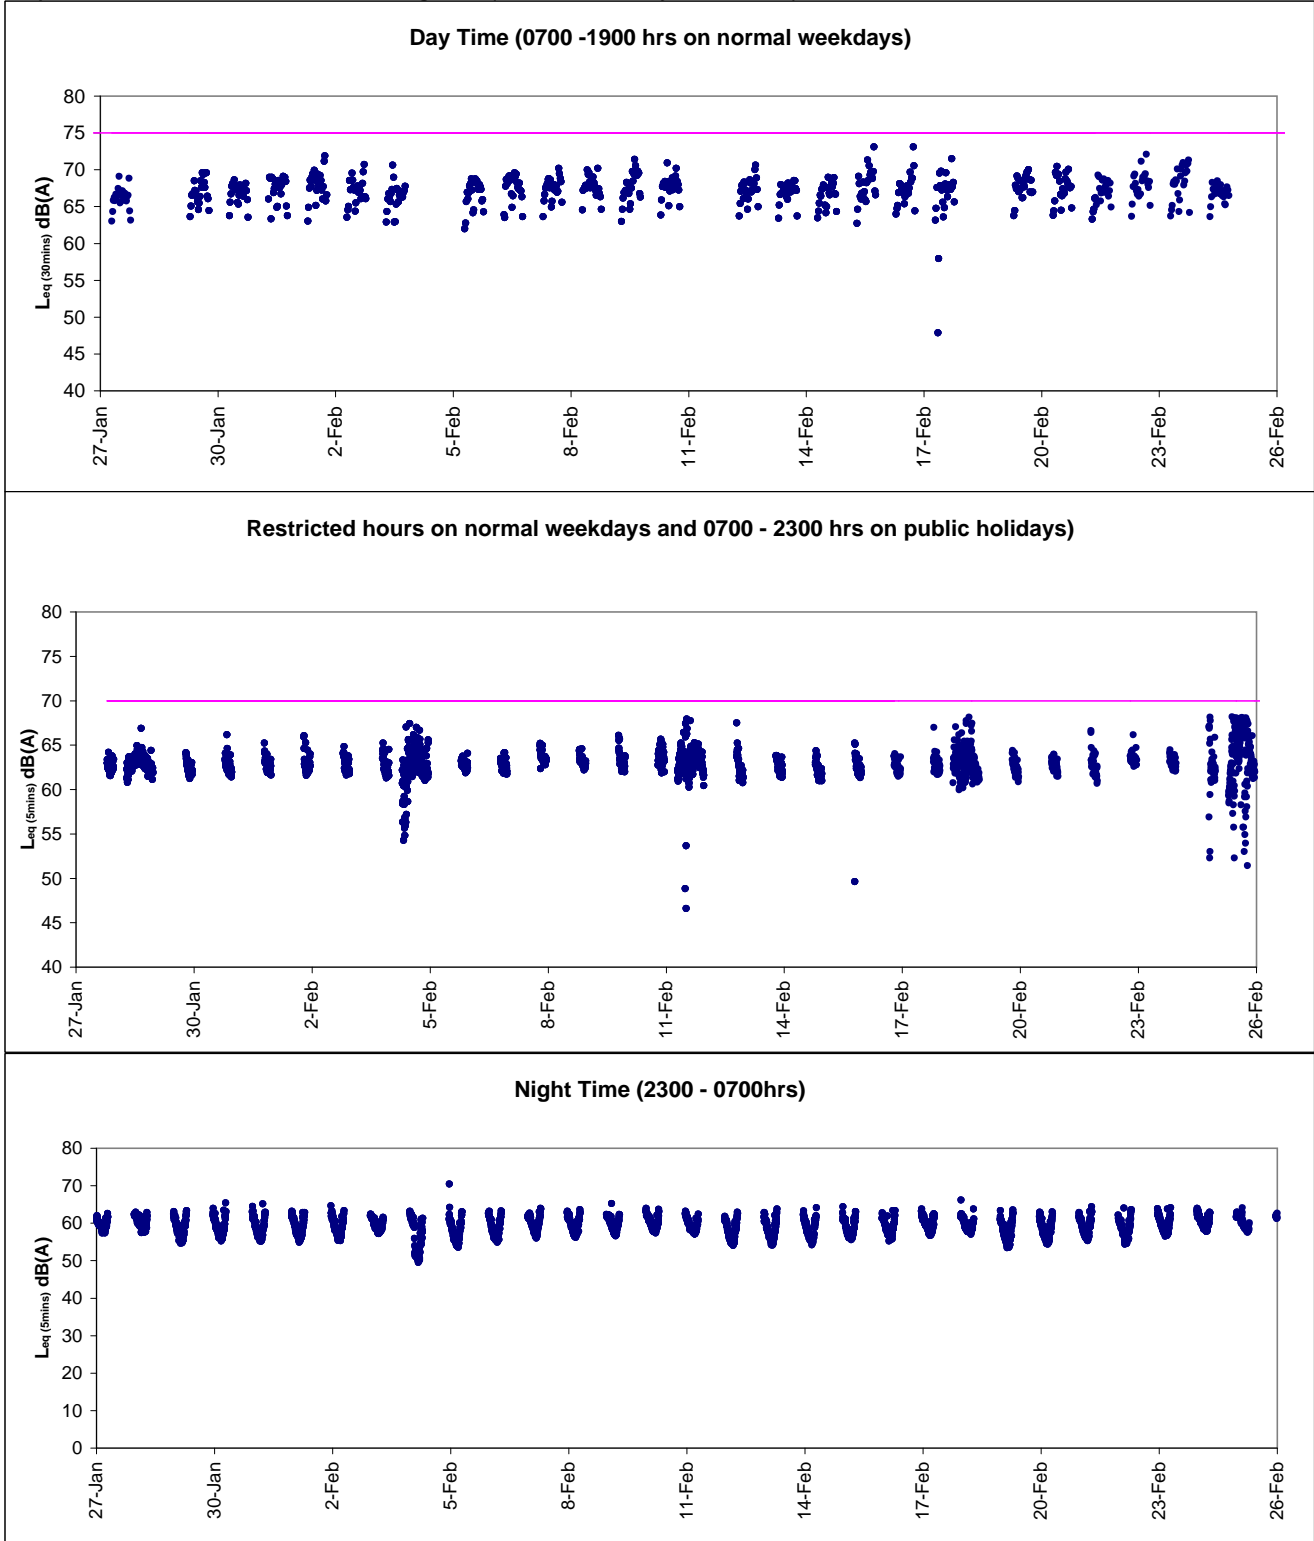 Day Time (0700 -1900 hrs on normal weekdays)
80
75
70
65
60
55
50
45
40
Leq (30mins) dB(A)
27-Jan
30-Jan
2-Feb
5-Feb
8-Feb
11-Feb
14-Feb
17-Feb
20-Feb
23-Feb
26-Feb
Restricted hours on normal weekdays and 0700 - 2300 hrs on public holidays)
80
75
70
65
60
55
50
45
40
Leq (5mins) dB(A)
27-Jan
30-Jan
2-Feb
5-Feb
8-Feb
11-Feb
14-Feb
17-Feb
20-Feb
23-Feb
26-Feb
Night Time (2300 - 0700hrs)
80
70
60
50
40
30
20
10
0
Leq (5mins) dB(A)
27-Jan
30-Jan
2-Feb
5-Feb
8-Feb
11-Feb
14-Feb
17-Feb
20-Feb
23-Feb
26-Feb